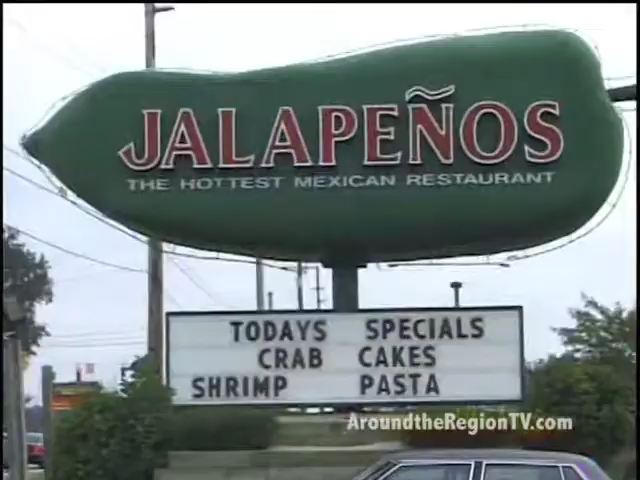 JALAPEÑOS
THE HOTTEST MEXICAN RESTAURANT
TODAYS SPECIALS
CRAB CAKES
SHRIMP PASTA
AroundtheRegionTV.com